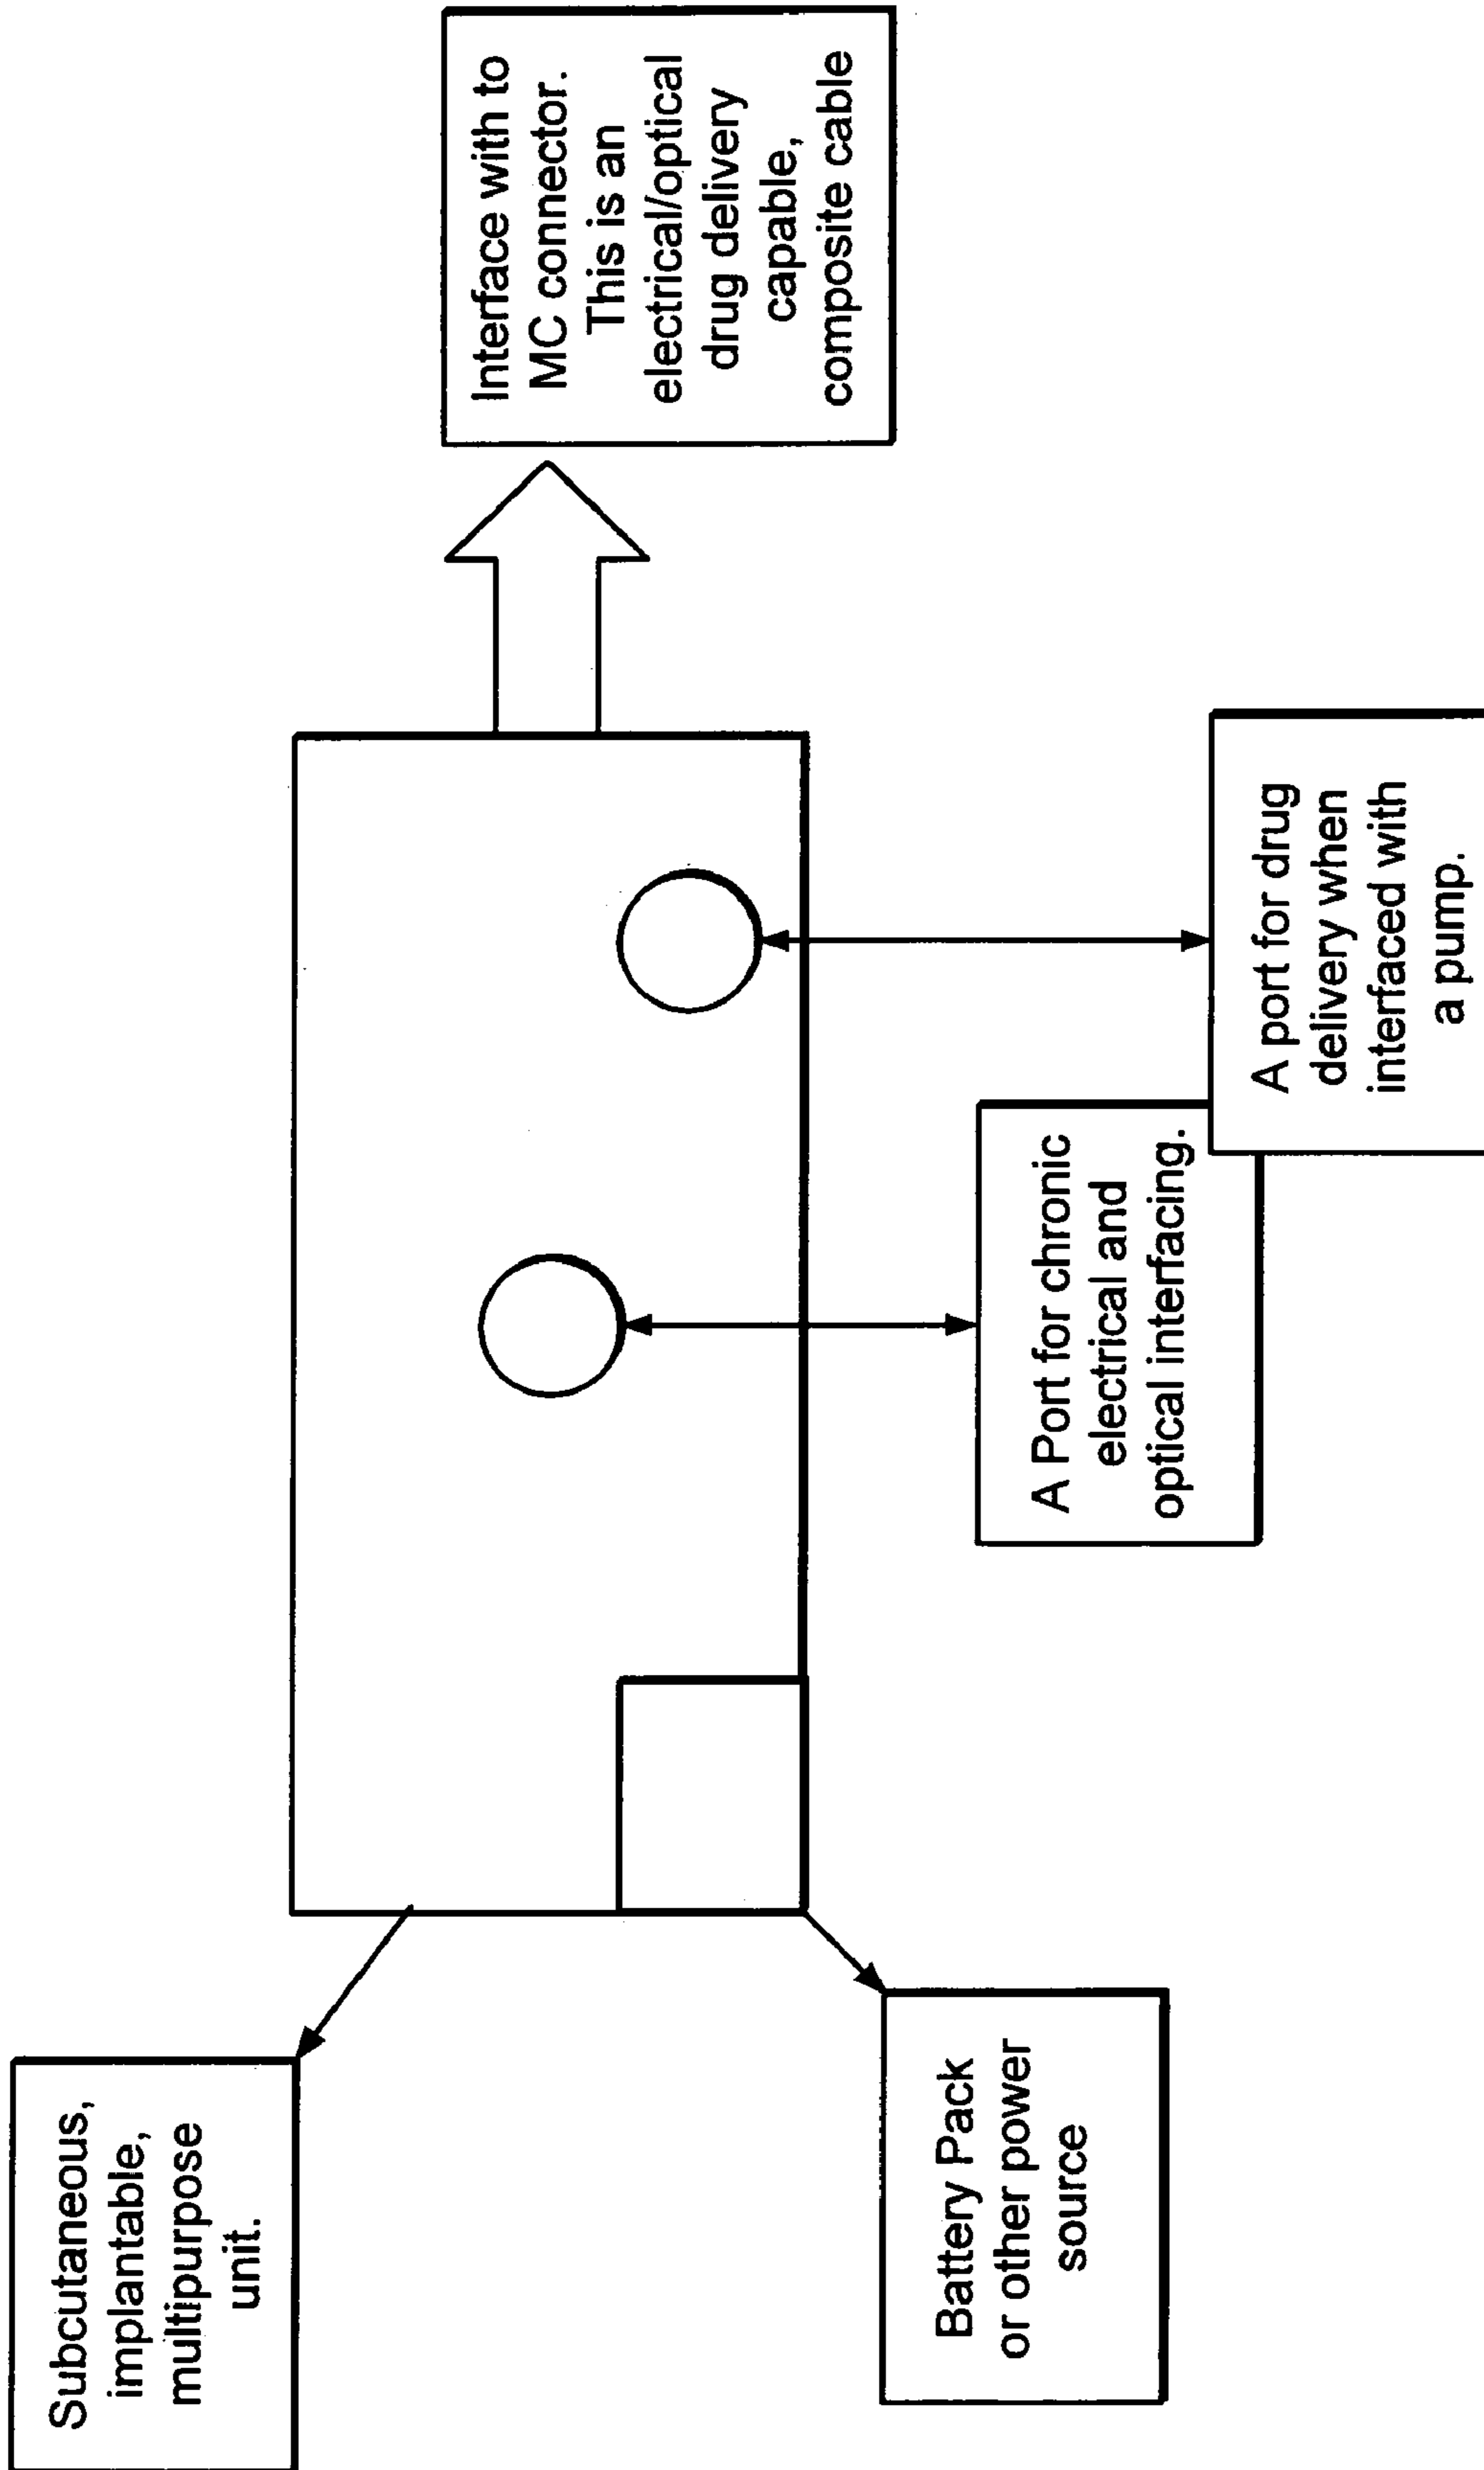 Subcutaneous,
implantable,
multipurpose
unit.
Battery Pack
or other power
source
A Port for chronic
electrical and
optical interfacing.
A port for drug
delivery when
interfaced with
a pump.
Interface with to
MC connector.
This is an
electrical/optical
drug delivery
capable,
composite cable